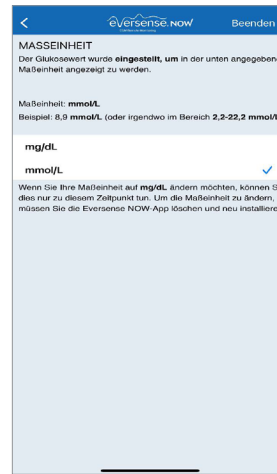 eversense. NOW Beenden
MASSEINHEIT
Der Glukosewert wurde eingestellt, um in der unten angegebene
Maßeinheit angezeigt zu werden.
Maßeinheit: mmol/L
Beispiel: 8,9 mmol/L (oder irgendwo im Bereich 2,2-22,2 mmol/L
mg/dL
mmol/L
Wenn Sie Ihre Maßeinheit auf mg/dL ändern möchten, können S
dies nur zu diesem Zeitpunkt tun. Um die Maßeinheit zu ändern,
müssen Sie die Eversense NOW-App löschen und neu installiere